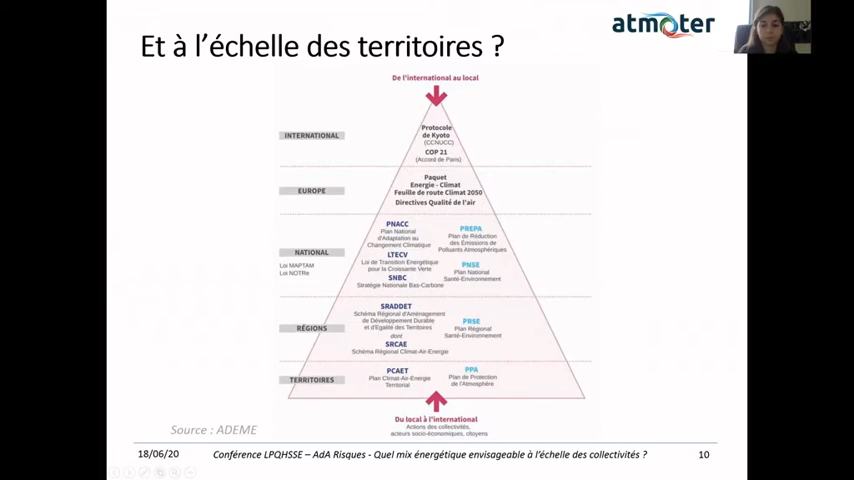 Et à l'échelle des territoires ?
atmoter
De l'international au local
INTERNATIONAL
Protocole
de Kyoto
(CCNUCC)
COP 21
(Accord de Paris)
EUROPE
Paquet
Energie - Climat
Feuille de route Climat 2050
Directives Qualité de l'air
NATIONAL
Loi MAPTAM
Loi NOTRe
PNACC
Plan National
d'Adaptation au
Changement Climatique
LTECV
Loi de Transition Energétique
pour la Croissante Verte
SNBC
Stratégie Nationale Bas-Carbone
PREPA
Plan de Réduction
des Émissions de
Polluants Atmosphériques
PNSE
Plan National
Santé-Environnement
RÉGIONS
SRADDET
Schéma Régional d'Aménagement
de Développement Durable
et d'Egalité des Territoires
dont
SRCAE
Schéma Régional Climat-Air-Energie
PRSE
Plan Régional
Santé-Environnement
TERRITOIRES
PCAET
Plan Climat-Air-Energie
Territorial
PPA
Plan de Protection
de l'Atmosphère
Du local à l'international
Actions des collectivités,
acteurs socio-économiques, citoyens
Source : ADEME
18/06/20
Conférence LPQHSSE – AdA Risques - Quel mix énergétique envisageable à l'échelle des collectivités ?
10